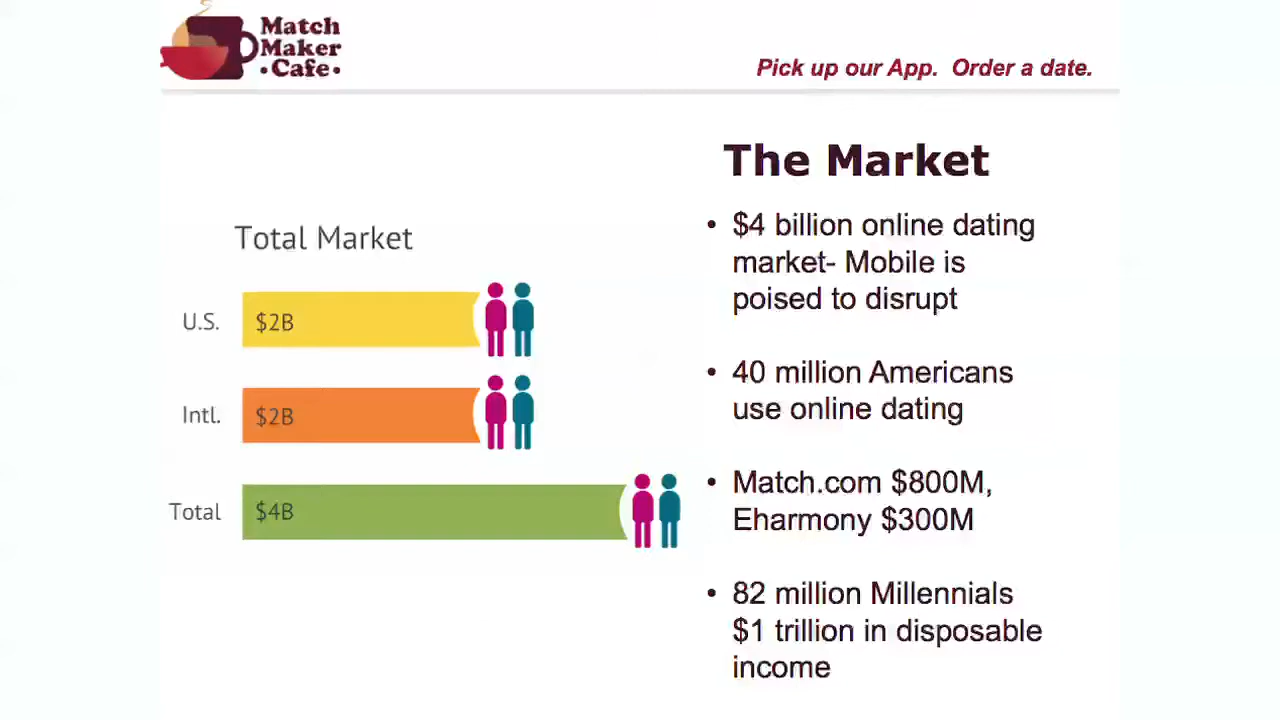 Match
Maker
•Cafe•
Pick up our App. Order a date.
The Market
Total Market
U.S. $2B
Intl. $2B
Total $4B
• $4 billion online dating
market- Mobile is
poised to disrupt
• 40 million Americans
use online dating
• Match.com $800M,
Eharmony $300M
• 82 million Millennials
$1 trillion in disposable
income